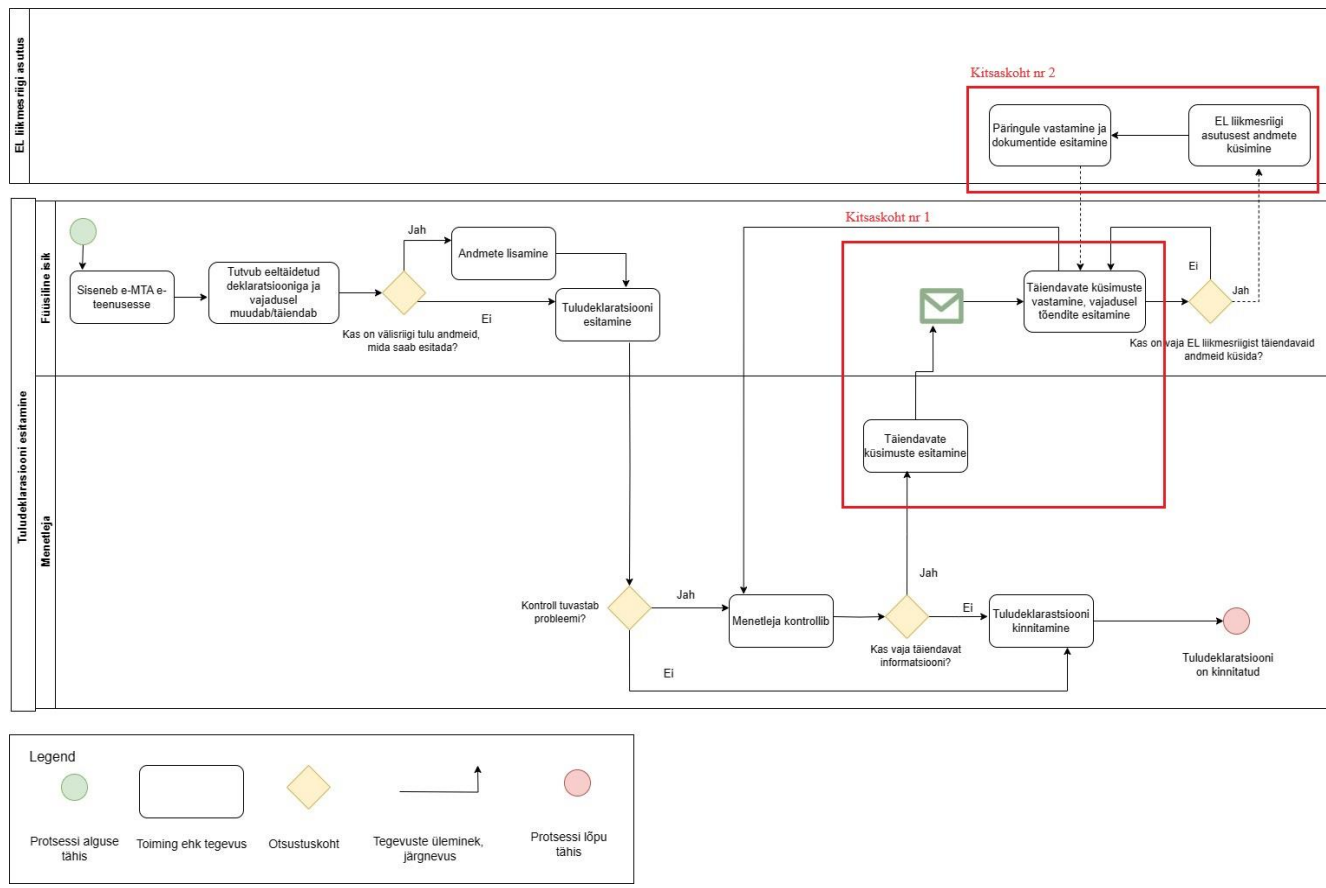 EL liikmesriigi asutus
Kitsaskoht nr 2
Päringule vastamine ja
dokumentide esitamine
EL liikmesriigi
asutusest andmete
küsimine
Tuludeklarasiooni esitamine
Füüsiline isik
Siseneb e-MTA e-
teenusesse
Tutvub eeltäidetud
deklaratsiooniga ja
vajadusel
muudab/täiendab
Kas on välisriigi tulu andmeid,
mida saab esitada?
Jah
Andmete lisamine
Ei
Tuludeklaratsiooni
esitamine
Kitsaskoht nr 1
Täiendavate küsimuste
vastamine, vajadusel
tõendite esitamine
Ei
Jah
Kas on vaja EL liikmesriigist täiendavaid
andmeid küsida?
Menetleja
Täiendavate
küsimuste esitamine
Jah
Kontroll tuvastab
probleemi?
Jah
Menetleja kontrollib
Kas vaja täiendavat
informatsiooni?
Ei
Tuludeklarastsiooni
kinnitamine
Ei
Tuludeklaratsiooni
on kinnitatud
Legend
Protsessi alguse
tähis
Toiming ehk tegevus
Otsustuskoht
Tegevuste üleminek,
järgnevus
Protsessi lõpu
tähis